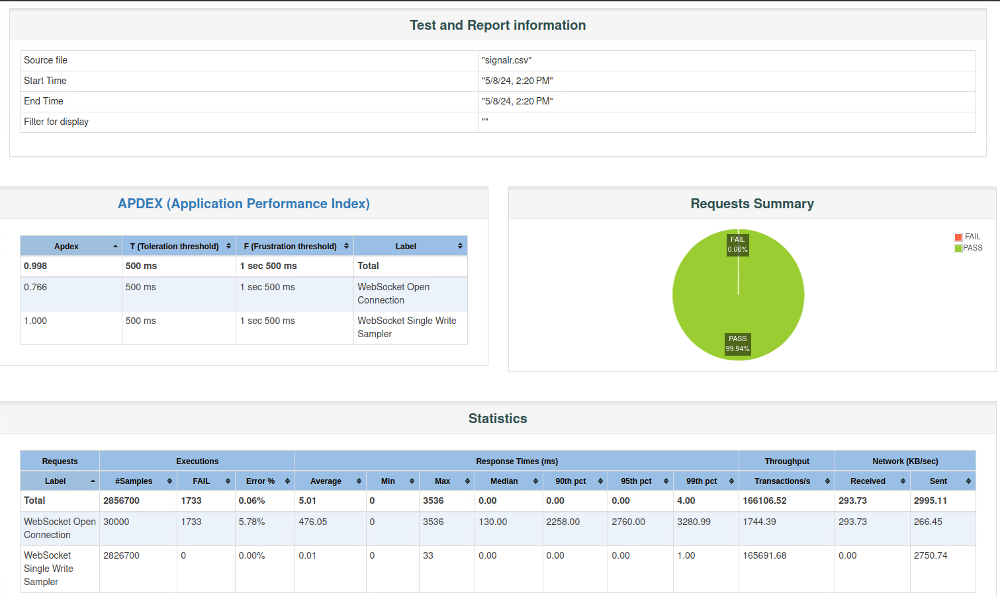 Test and Report information
Source file "signalr.csv"
Start Time "5/8/24, 2:20 PM"
End Time "5/8/24, 2:20 PM"
Filter for display ""
APDEX (Application Performance Index)
Apdex T (Toleration threshold) F (Frustration threshold) Label
0.998 500 ms 1 sec 500 ms Total
0.766 500 ms 1 sec 500 ms WebSocket Open
Connection
1.000 500 ms 1 sec 500 ms WebSocket Single Write
Sampler
Requests Summary
FAIL
0.06%
PASS
99.94%
FAIL
PASS
Statistics
Requests Executions Response Times (ms) Throughput Network (KB/sec)
Label #Samples FAIL Error % Average Min Max Median 90th pct 95th pct 99th pct Transactions/s Received Sent
Total 2856700 1733 0.06% 5.01 0 3536 0.00 0.00 0.00 4.00 166106.52 293.73 2995.11
WebSocket Open 30000 1733 5.78% 476.05 0 3536 130.00 2258.00 2760.00 3280.99 1744.39 293.73 266.45
Connection
WebSocket 2826700 0 0.00% 0.01 0 33 0.00 0.00 0.00 1.00 165691.68 0.00 2750.74
Single Write
Sampler